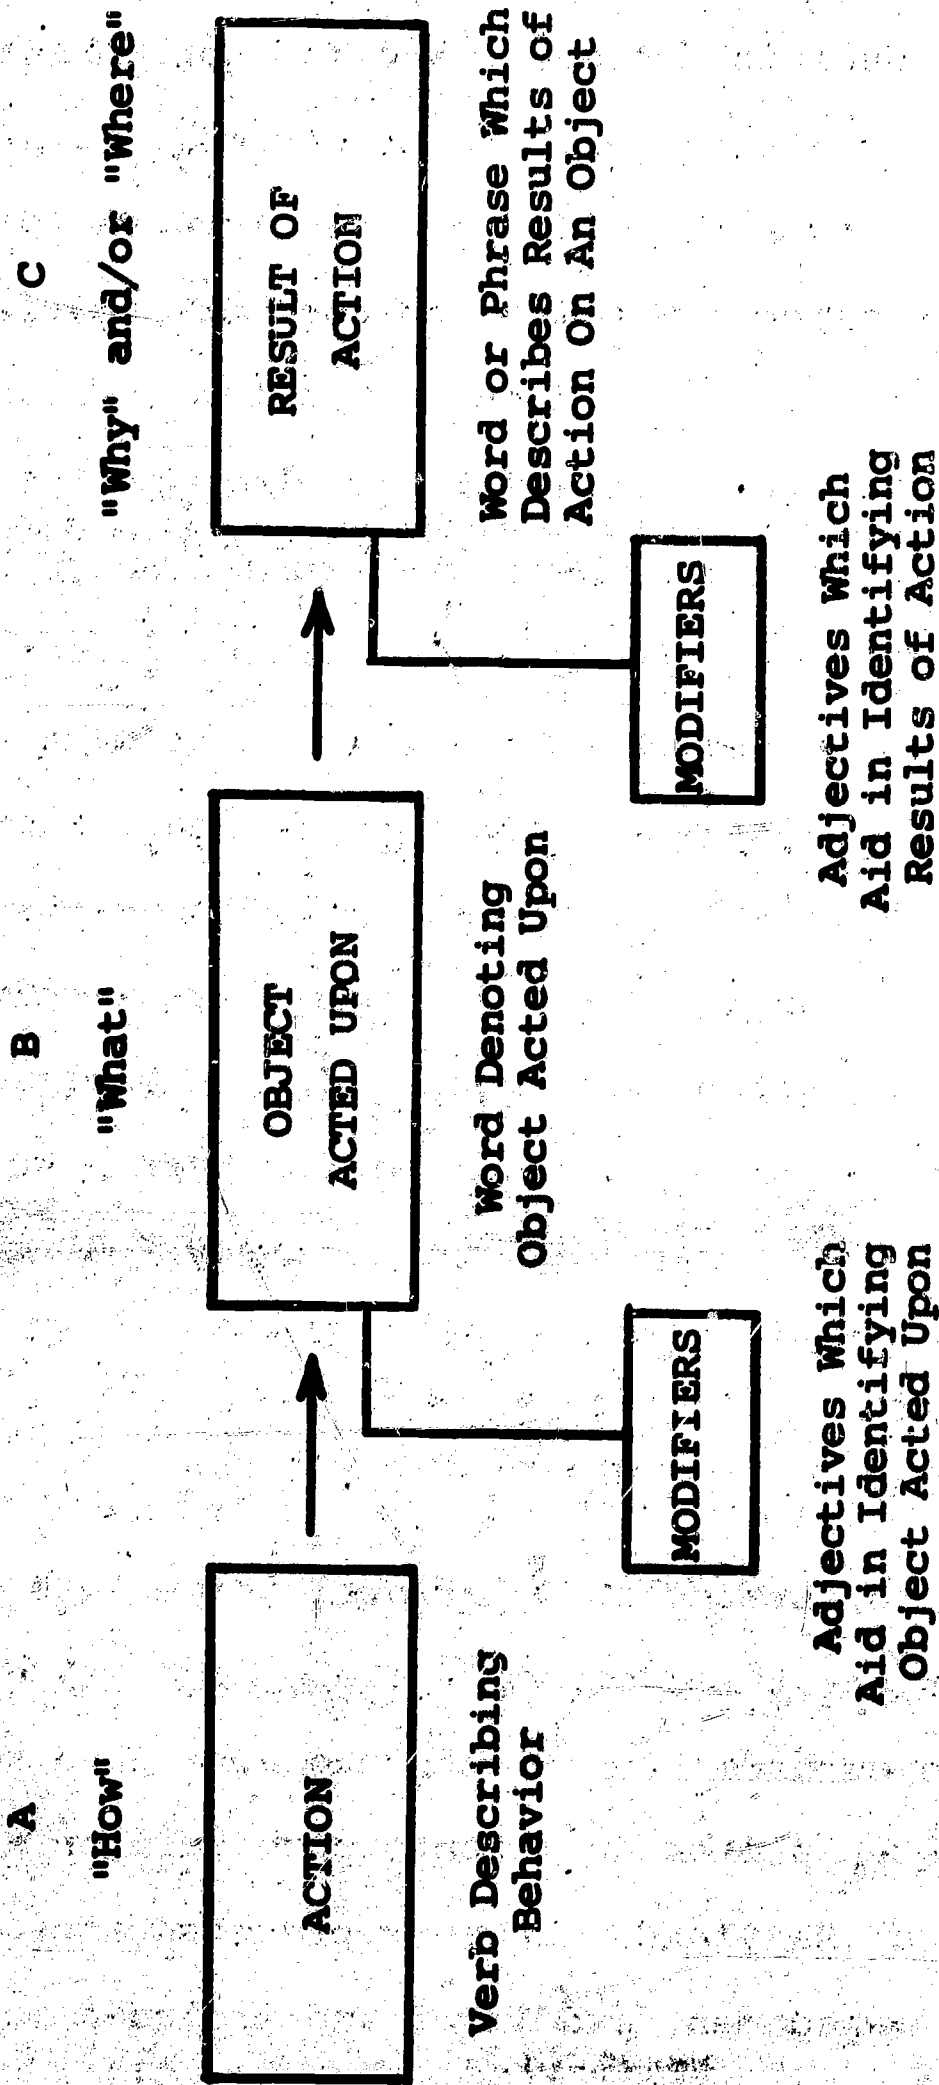 A
"How"
ACTION
Verb Describing
Behavior
B
"What"
OBJECT
ACTED UPON
Word Denoting
Object Acted Upon
MODIFIERS
Adjectives Which
Aid in Identifying
Object Acted Upon
C
"Why" and/or "Where"
RESULT OF
ACTION
Word or Phrase Which
Describes Results of
Action On An Object
MODIFIERS
Adjectives Which
Aid in Identifying
Results of Action